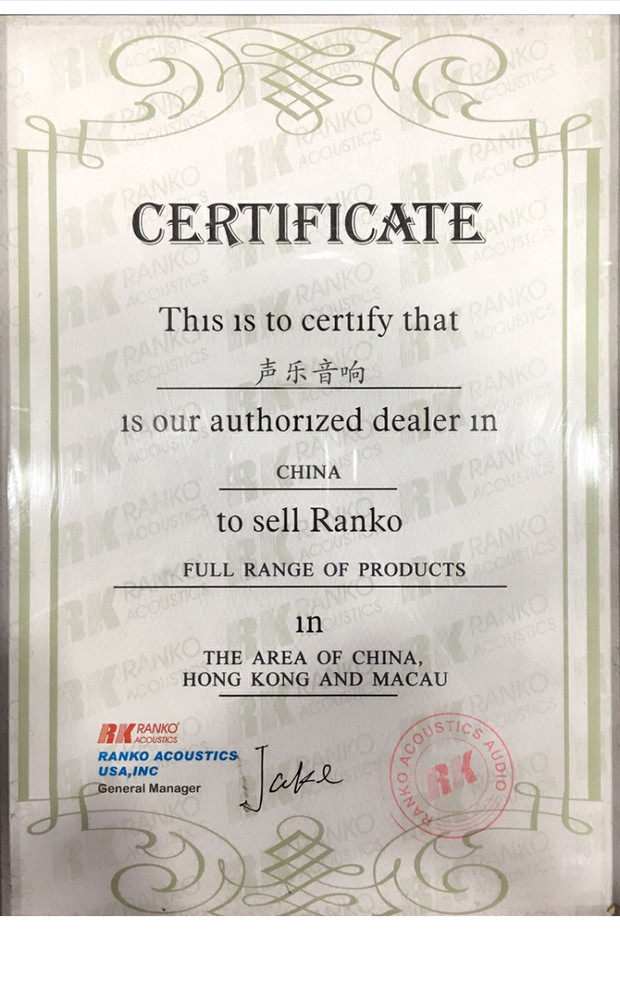 CERTIFICATE
This is to certify that
声乐音响
is our authorized dealer in
CHINA
to sell Ranko
FULL RANGE OF PRODUCTS
in
THE AREA OF CHINA,
HONG KONG AND MACAU
RK RANKO
ACOUSTICS
RANKO ACOUSTICS
USA,INC
General Manager
Jake
RANKO ACOUSTICS AUDIO
RK